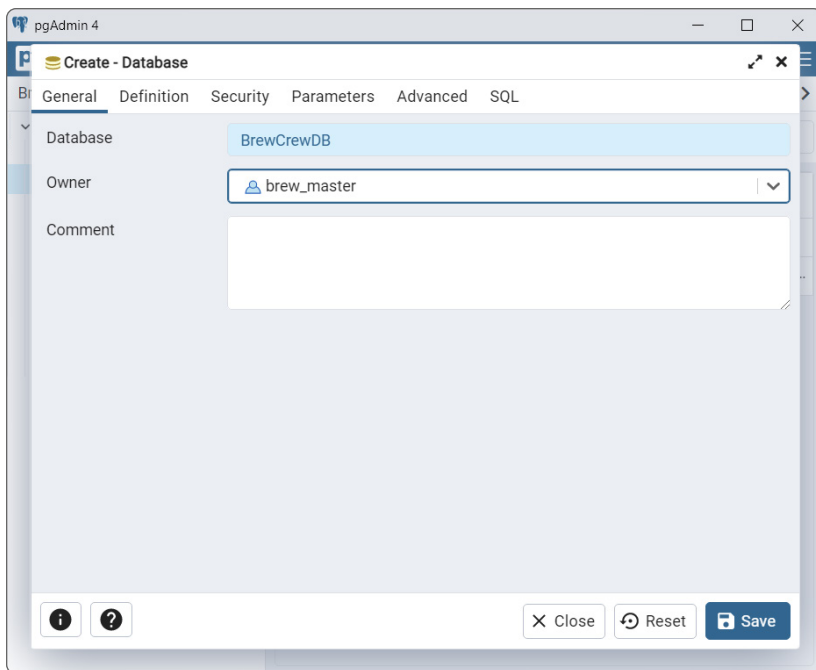 pgAdmin 4
Create - Database
General Definition Security Parameters Advanced SQL
Database BrewCrewDB
Owner brew_master
Comment
Close Reset Save